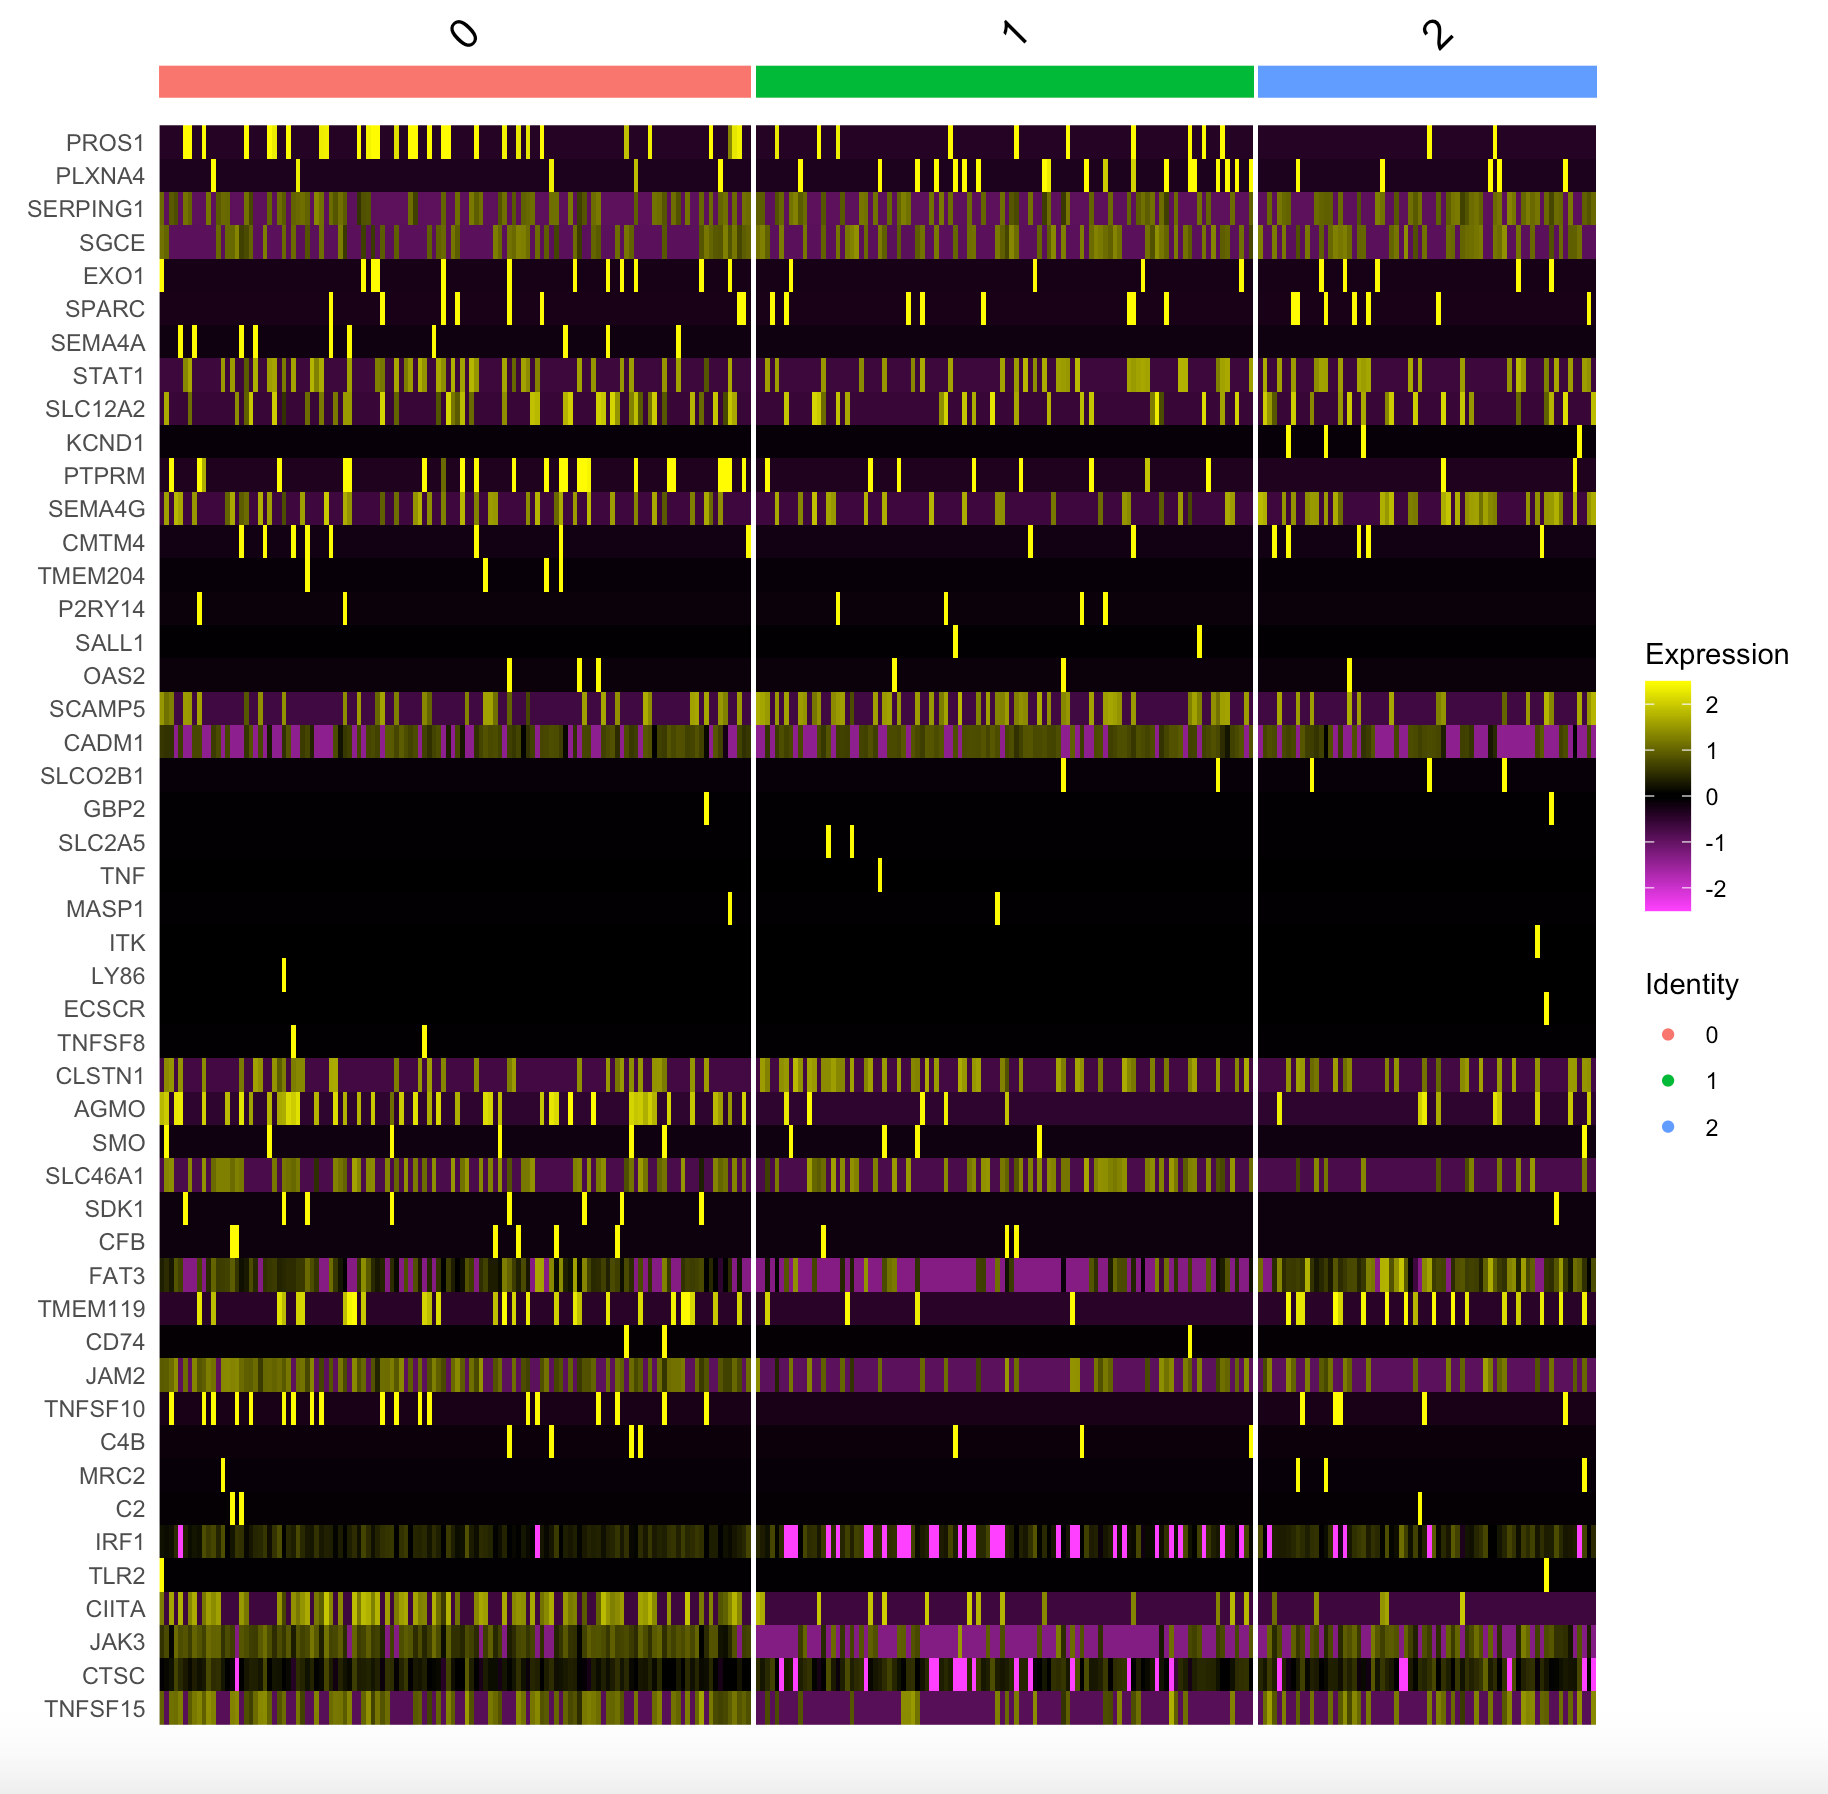 0 1 2
PROS1
PLXNA4
SERPING1
SGCE
EXO1
SPARC
SEMA4A
STAT1
SLC12A2
KCND1
PTPRM
SEMA4G
CMTM4
TMEM204
P2RY14
SALL1
OAS2
SCAMP5
CADM1
SLCO2B1
GBP2
SLC2A5
TNF
MASP1
ITK
LY86
ECSCR
TNFSF8
CLSTN1
AGMO
SMO
SLC46A1
SDK1
CFB
FAT3
TMEM119
CD74
JAM2
TNFSF10
C4B
MRC2
C2
IRF1
TLR2
CIITA
JAK3
CTSC
TNFSF15
Expression
2
1
0
-1
-2
Identity
0
1
2